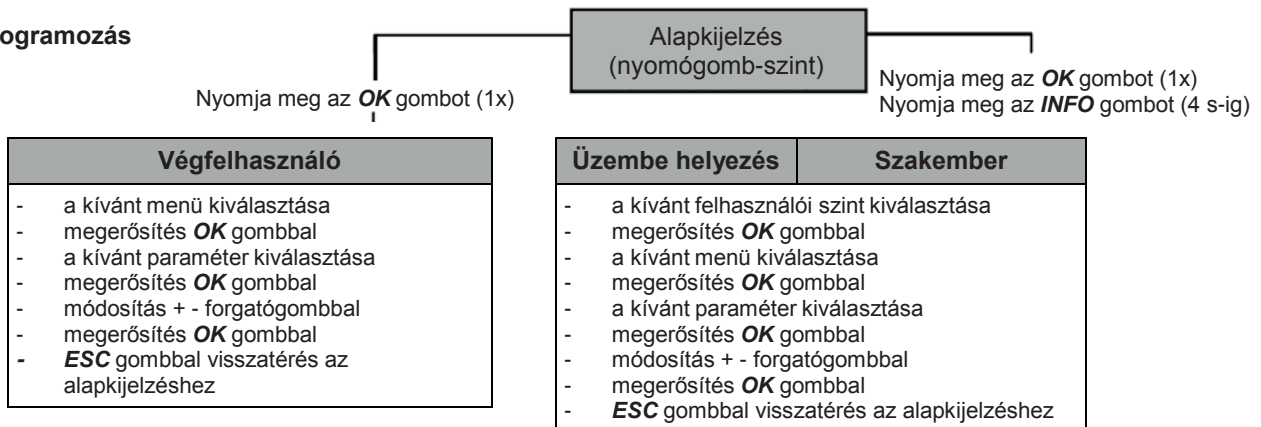 ogramozás
Alapkijelzés
(nyomógomb-szint)
Nyomja meg az OK gombot (1x)
Nyomja meg az OK gombot (1x)
Nyomja meg az INFO gombot (4 s-ig)
Végfelhasználó
- a kívánt menü kiválasztása
- megerősítés OK gombbal
- a kívánt paraméter kiválasztása
- megerősítés OK gombbal
- módosítás + - forgatógombbal
- megerősítés OK gombbal
- ESC gombbal visszatérés az
alapkijelzéshez
Üzembe helyezés Szakember
- a kívánt felhasználói szint kiválasztása
- megerősítés OK gombbal
- a kívánt menü kiválasztása
- megerősítés OK gombbal
- a kívánt paraméter kiválasztása
- megerősítés OK gombbal
- módosítás + - forgatógombbal
- megerősítés OK gombbal
- ESC gombbal visszatérés az alapkijelzéshez